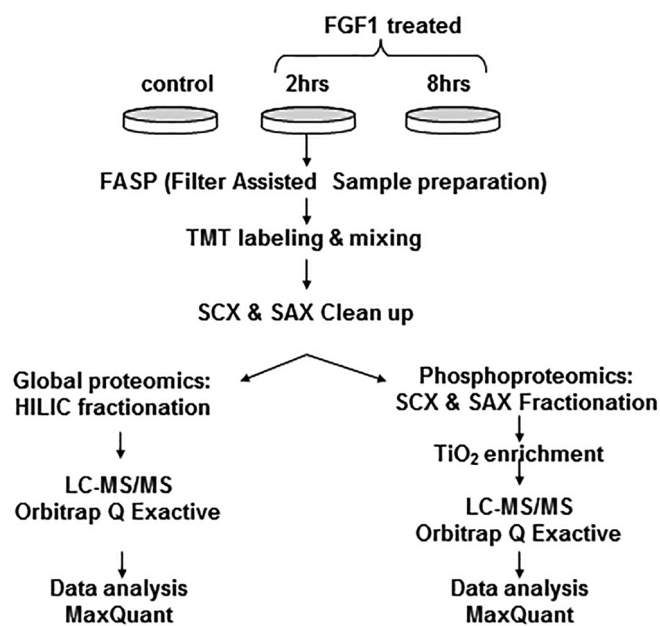 FGF1 treated
control 2hrs 8hrs
FASP (Filter Assisted Sample preparation)
TMT labeling & mixing
SCX & SAX Clean up
Global proteomics:
HILIC fractionation
LC-MS/MS
Orbitrap Q Exactive
Data analysis
MaxQuant
Phosphoproteomics:
SCX & SAX Fractionation
TiO₂ enrichment
LC-MS/MS
Orbitrap Q Exactive
Data analysis
MaxQuant